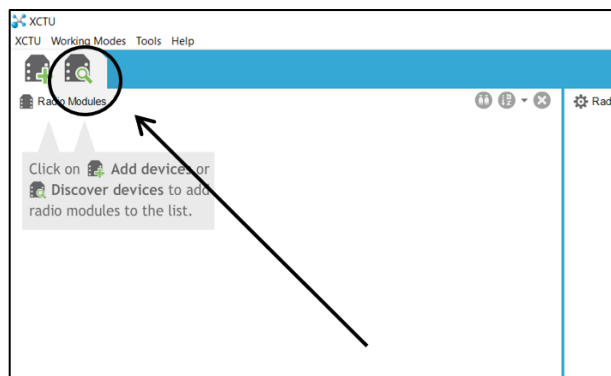 XCTU
XCTU Working Modes Tools Help
Radio Modules
Rad
Click on Add devices or
Discover devices to add
radio modules to the list.